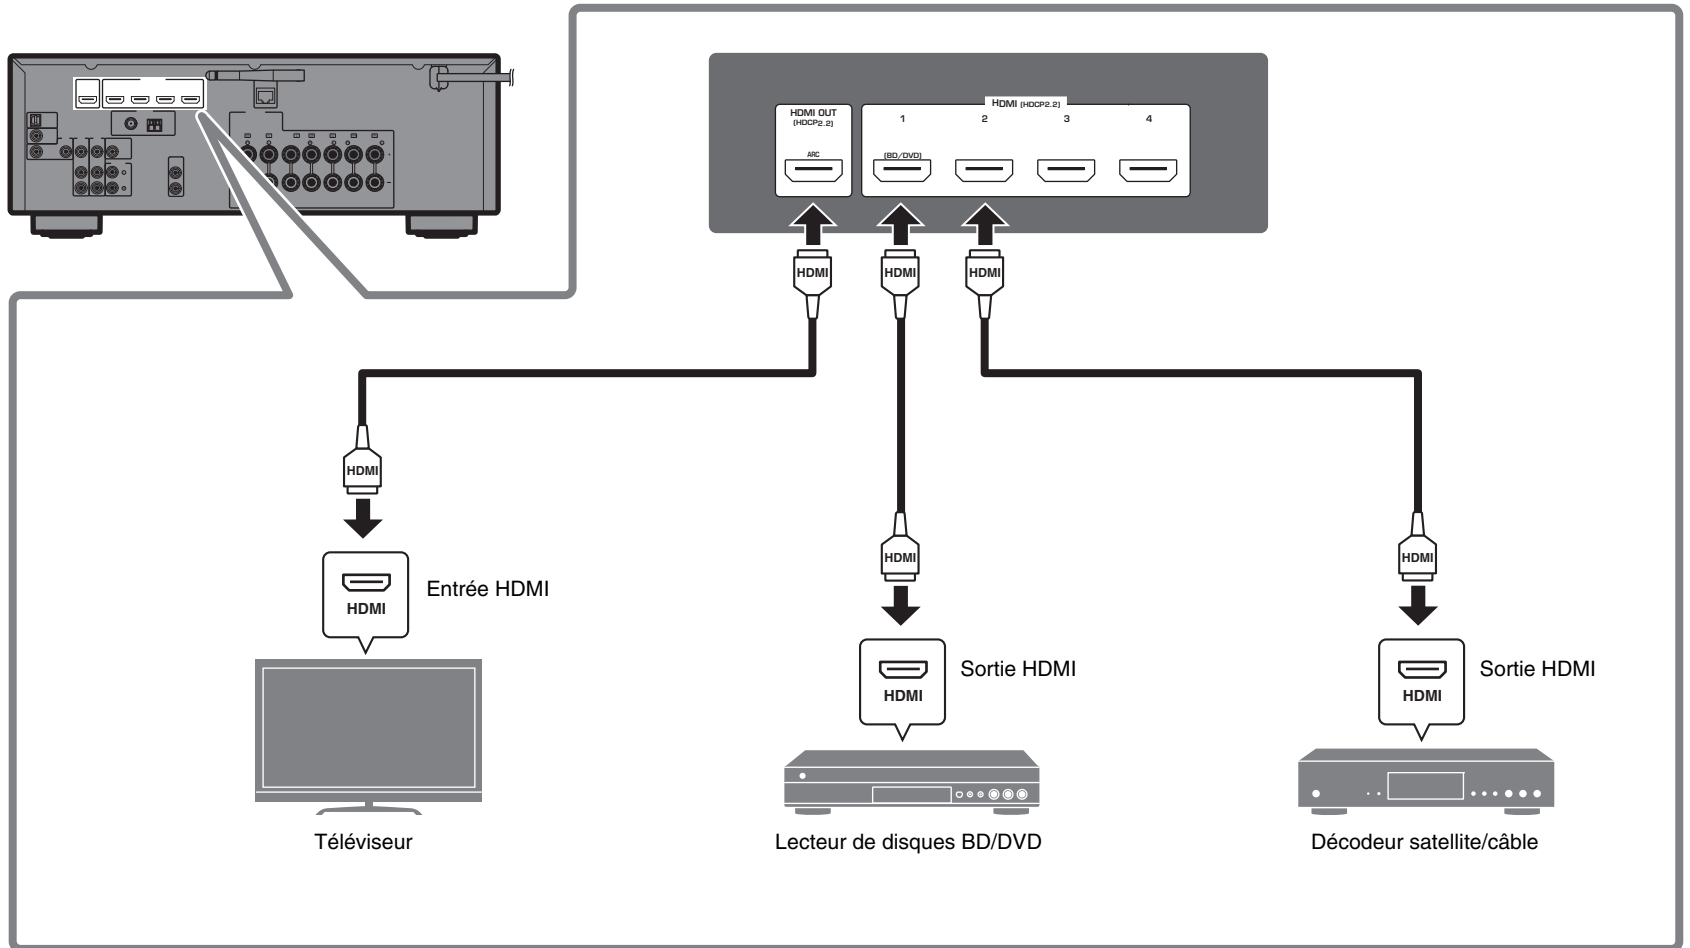 HDMI (HDCP2.2)
HDMI OUT
(HDCP2.2)
1
2
3
4
ARC
(BD/DVD)
HDMI
HDMI
HDMI
HDMI
HDMI
HDMI
HDMI
Entrée HDMI
HDMI
Sortie HDMI
HDMI
Sortie HDMI
Téléviseur
Lecteur de disques BD/DVD
Décodeur satellite/câble